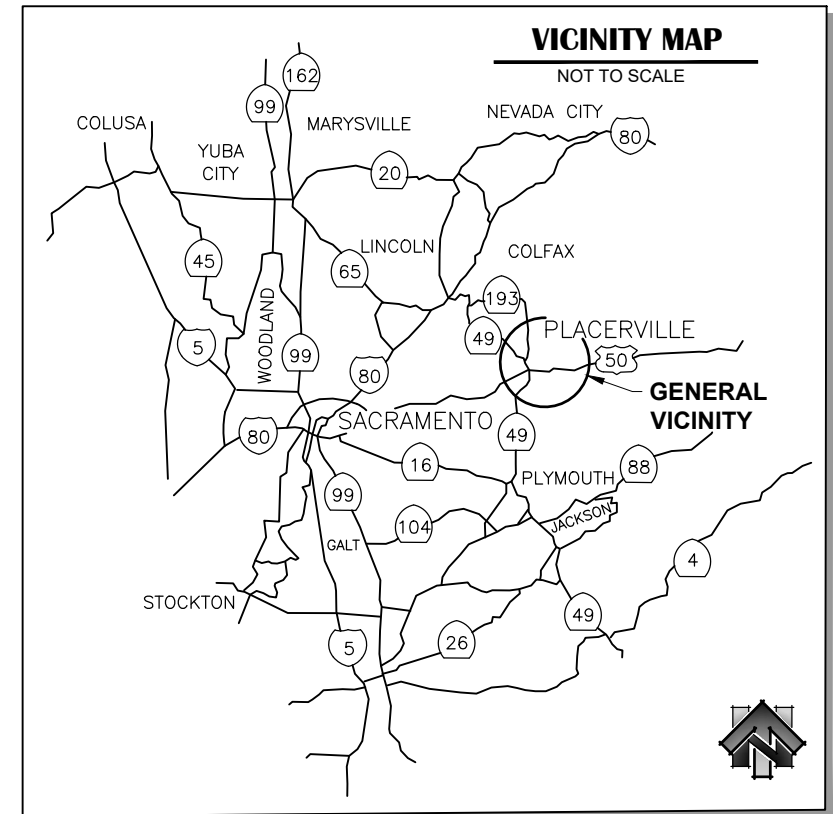 VICINITY MAP
NOT TO SCALE
162
99
COLUSA
MARYSVILLE
NEVADA CITY
80
YUBA
CITY
20
45
LINCOLN
COLFAX
65
193
WOODLAND
49
PLACERVILLE
5
99
50
80
GENERAL
VICINITY
SACRAMENTO
80
49
16
PLYMOUTH
88
99
104
JACKSON
GALT
4
STOCKTON
49
5
26
N